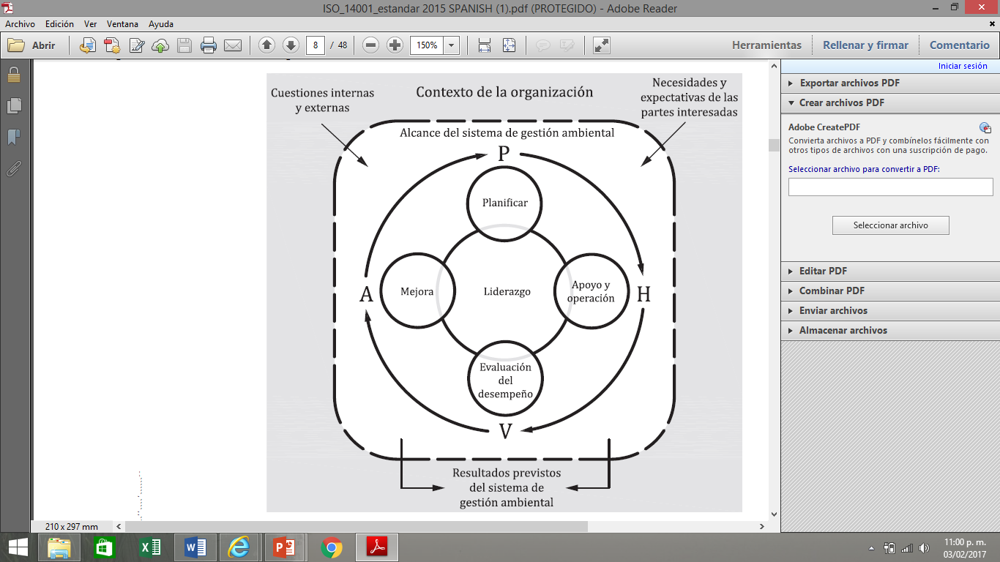 ISO_14001_estandar 2015 SPANISH (1).pdf (PROTEGIDO) - Adobe Reader
Archivo Edición Ver Ventana Ayuda
Abrir 8 / 48 150% Herramientas Rellenar y firmar Comentario
Iniciar sesión
Cuestiones internas
y externas
Contexto de la organización
Necesidades y
expectativas de las
partes interesadas
Alcance del sistema de gestión ambiental
P
Planificar
A
Mejora
Liderazgo
Apoyo y
operación
H
Evaluación
del
desempeño
V
Resultados previstos
del sistema de
gestión ambiental
Exportar archivos PDF
Crear archivos PDF
Adobe CreatePDF
Convierta archivos a PDF y combínelos fácilmente con
otros tipos de archivos con una suscripción de pago.
Seleccionar archivo para convertir a PDF:
Seleccionar archivo
Editar PDF
Combinar PDF
Enviar archivos
Almacenar archivos
210 x 297 mm
11:00 p. m.
03/02/2017